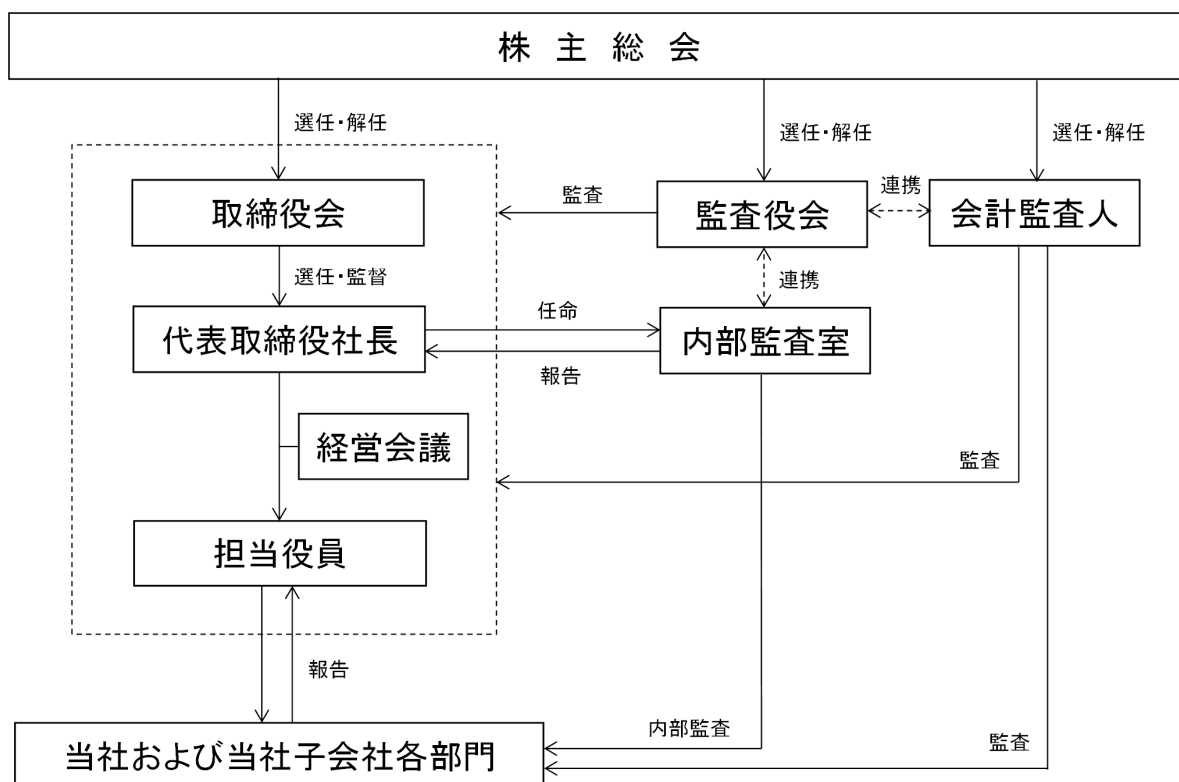 株主総会
選任・解任
選任・解任
選任・解任
取締役会
監査
監査役会
連携
会計監査人
選任・監督
連携
代表取締役社長
任命
報告
内部監査室
経営会議
監査
担当役員
報告
内部監査
監査
当社および当社子会社各部門